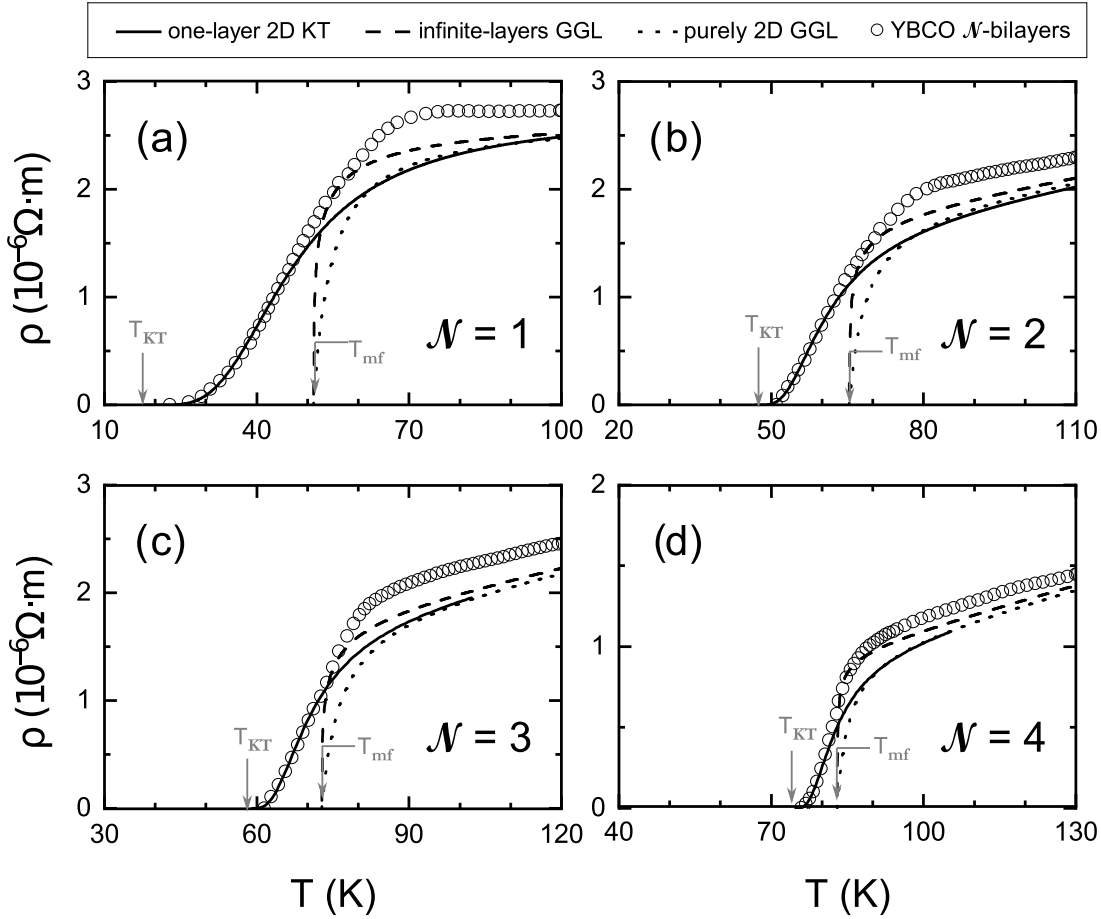 one-layer 2D KT infinite-layers GGL purely 2D GGL YBCO 𝒩-bilayers
(a)
ρ (10⁻⁶Ω·m)
3
2
1
0
T_KT
T_mf
𝒩 = 1
10 40 70 100
(b)
3
2
1
0
T_KT
T_mf
𝒩 = 2
20 50 80 110
(c)
ρ (10⁻⁶Ω·m)
3
2
1
0
T_KT
T_mf
𝒩 = 3
30 60 90 120
T (K)
(d)
2
1
0
T_KT
T_mf
𝒩 = 4
40 70 100 130
T (K)